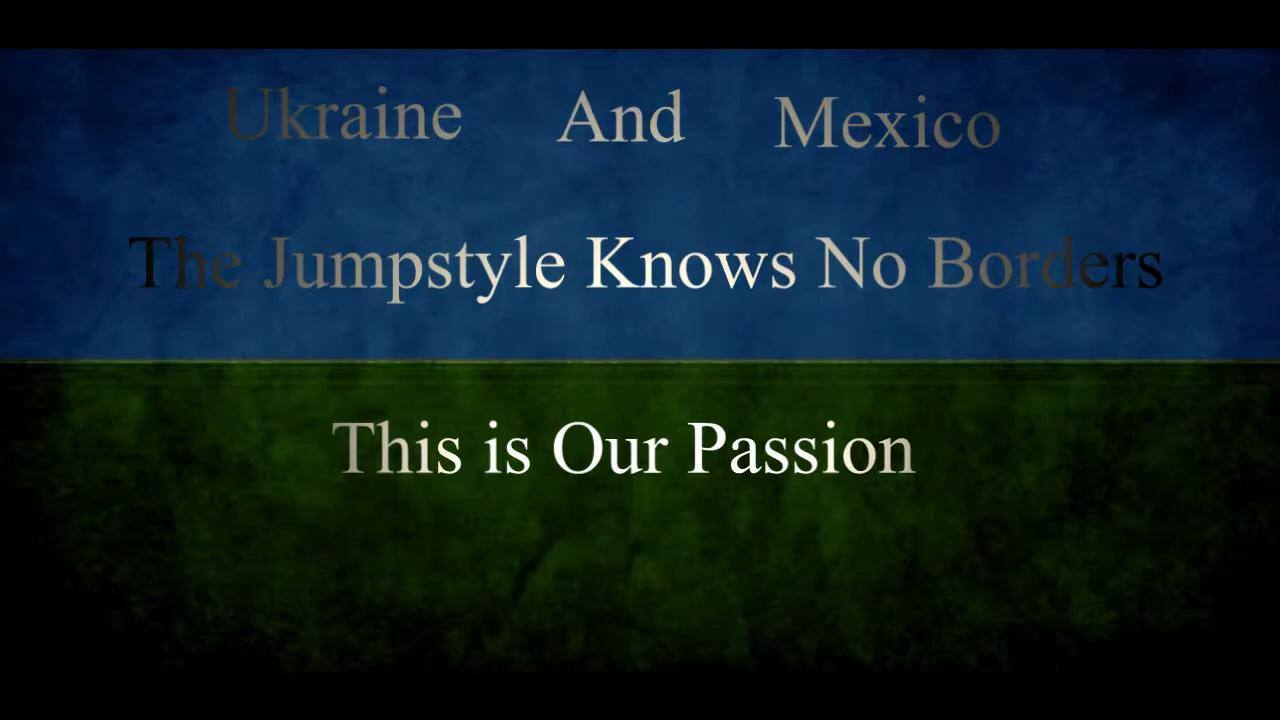 Ukraine And Mexico
The Jumpstyle Knows No Borders
This is Our Passion